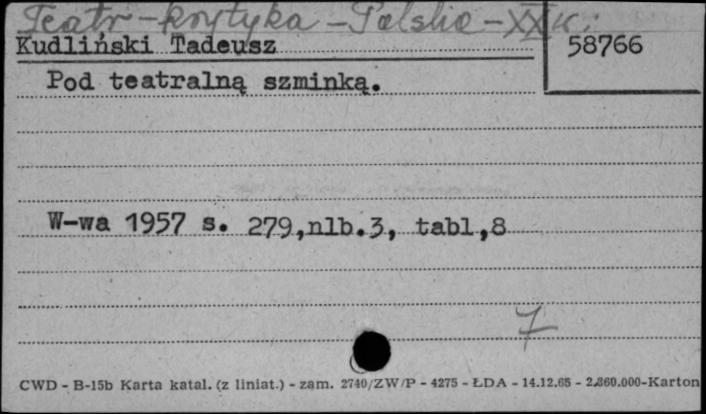 Teatr - krytyka - Polska - XX w.
Kudliński Tadeusz
58766
Pod teatralną szminką.
W-wa 1957 s. 279,nlb.3, tabl,8
7
CWD - B-15b Karta katal. (z liniat.) - zam. 2740/ZW/P - 4275 - ŁDA - 14.12.65 - 2.860.000-Karton